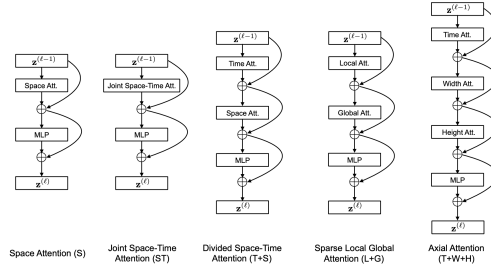 z^(ℓ−1)
Space Att.
MLP
z^(ℓ)
Space Attention (S)
z^(ℓ−1)
Joint Space-Time Att.
MLP
z^(ℓ)
Joint Space-Time
Attention (ST)
z^(ℓ−1)
Time Att.
Space Att.
MLP
z^(ℓ)
Divided Space-Time
Attention (T+S)
z^(ℓ−1)
Local Att.
Global Att.
MLP
z^(ℓ)
Sparse Local Global
Attention (L+G)
z^(ℓ−1)
Time Att.
Width Att.
Height Att.
MLP
z^(ℓ)
Axial Attention
(T+W+H)